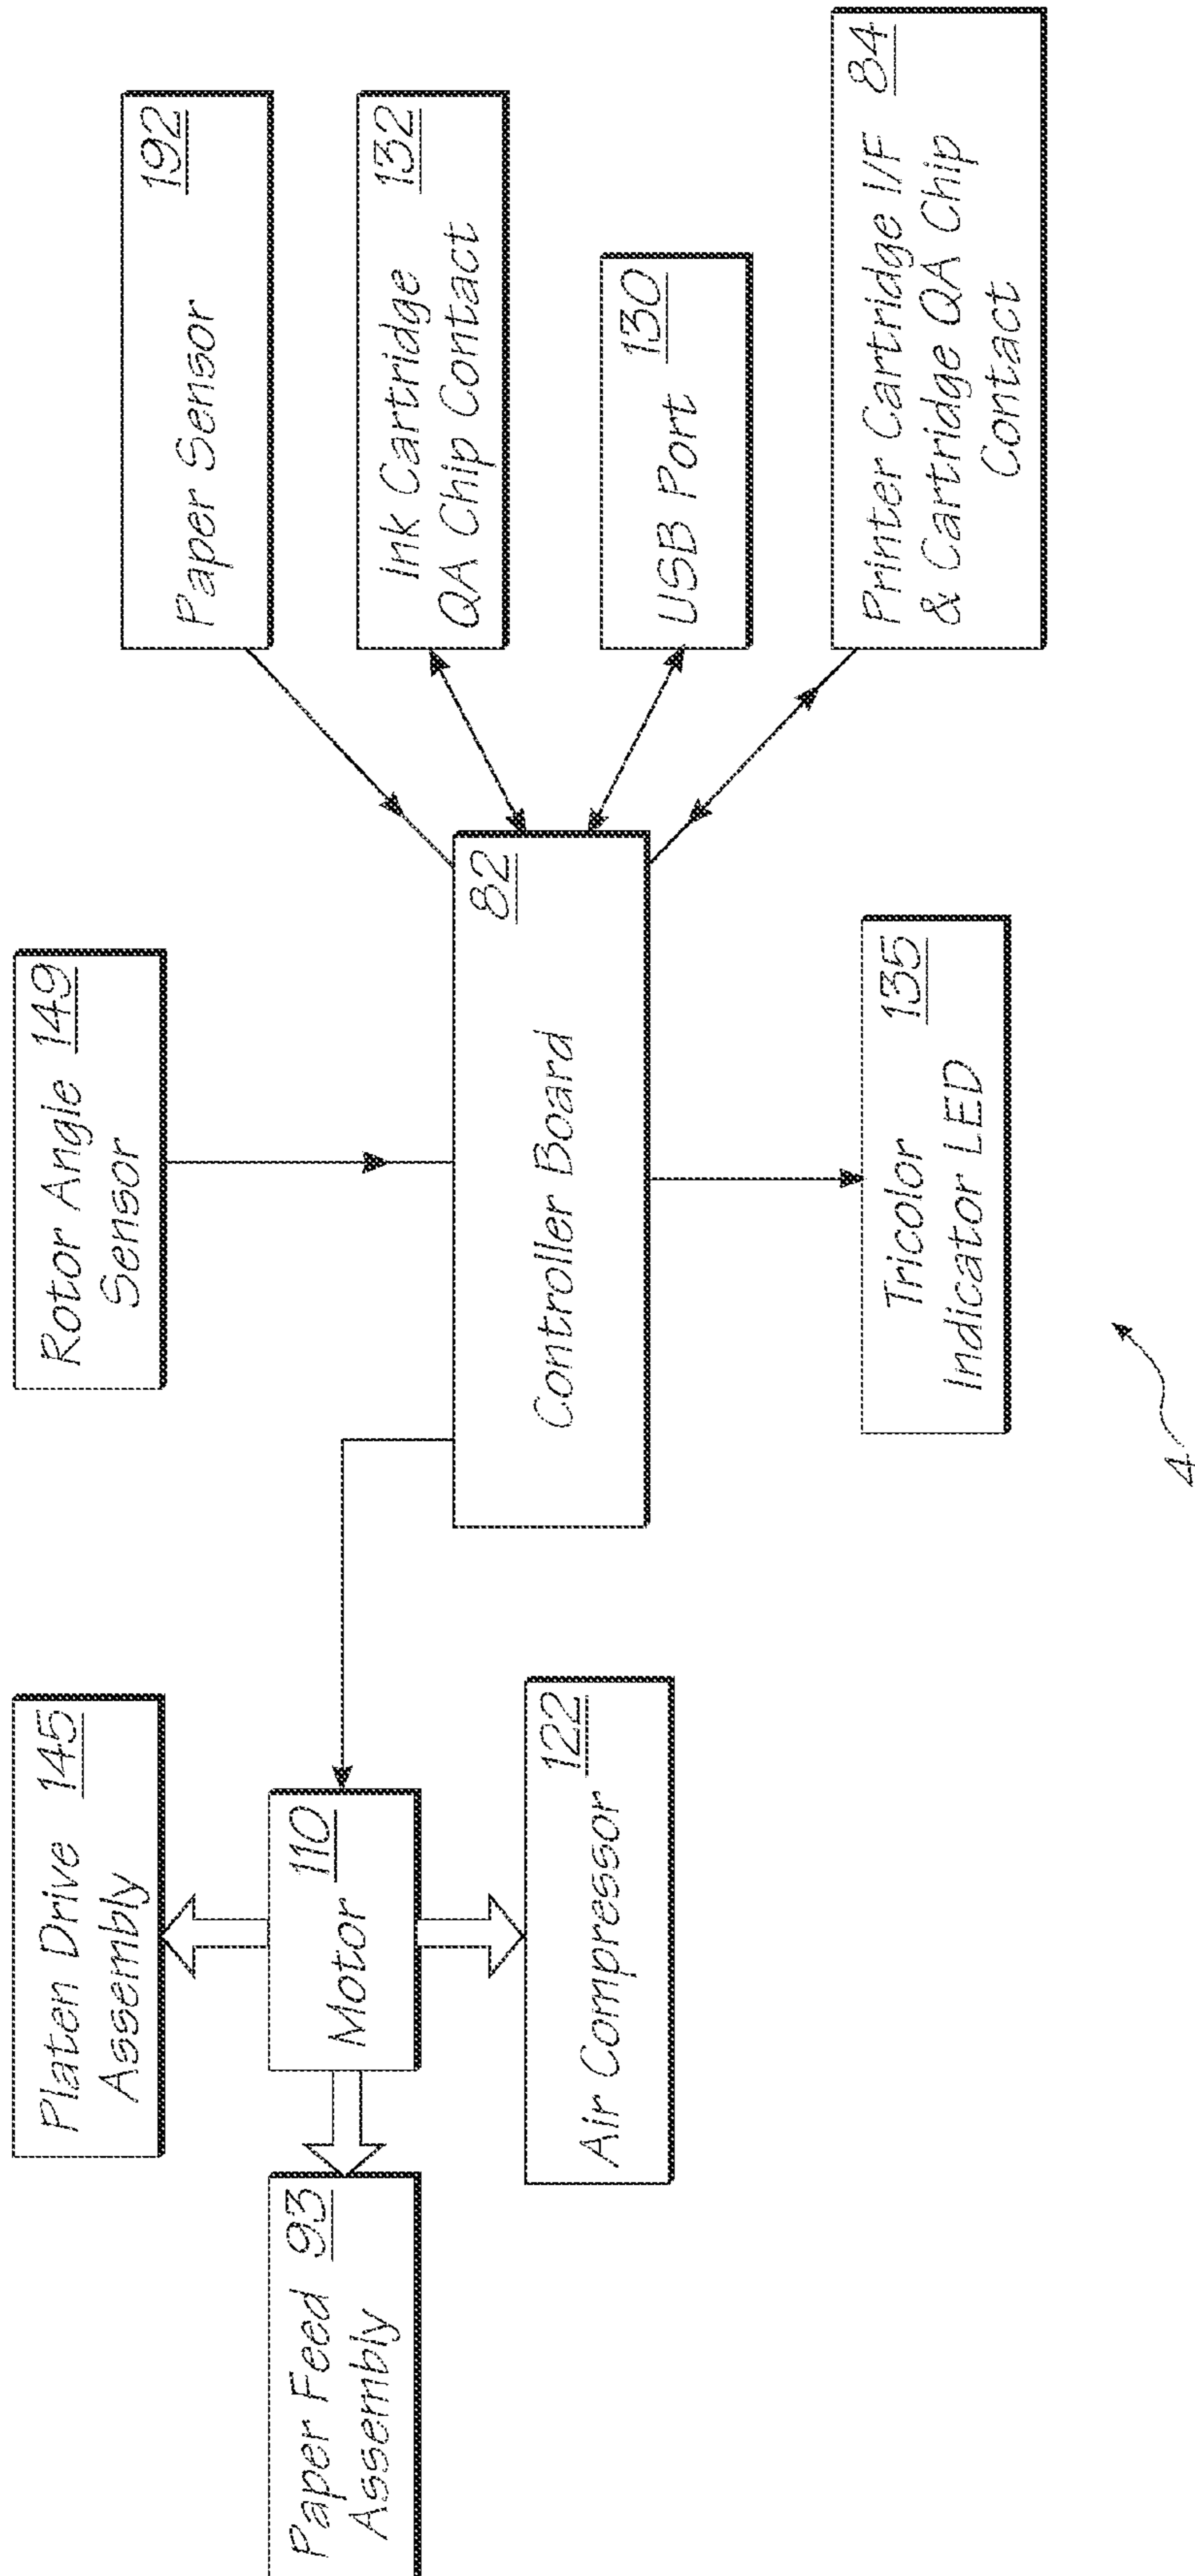 Platen Drive 145
Assembly
Rotor Angle 149
Sensor
Paper Sensor 192
Paper Feed 93
Assembly
Motor 110
Ink Cartridge 132
QA Chip Contact
Controller Board 82
Air Compressor 122
USB Port 130
Tricolor 135
Indicator LED
Printer Cartridge I/F 84
& Cartridge QA Chip
Contact
4